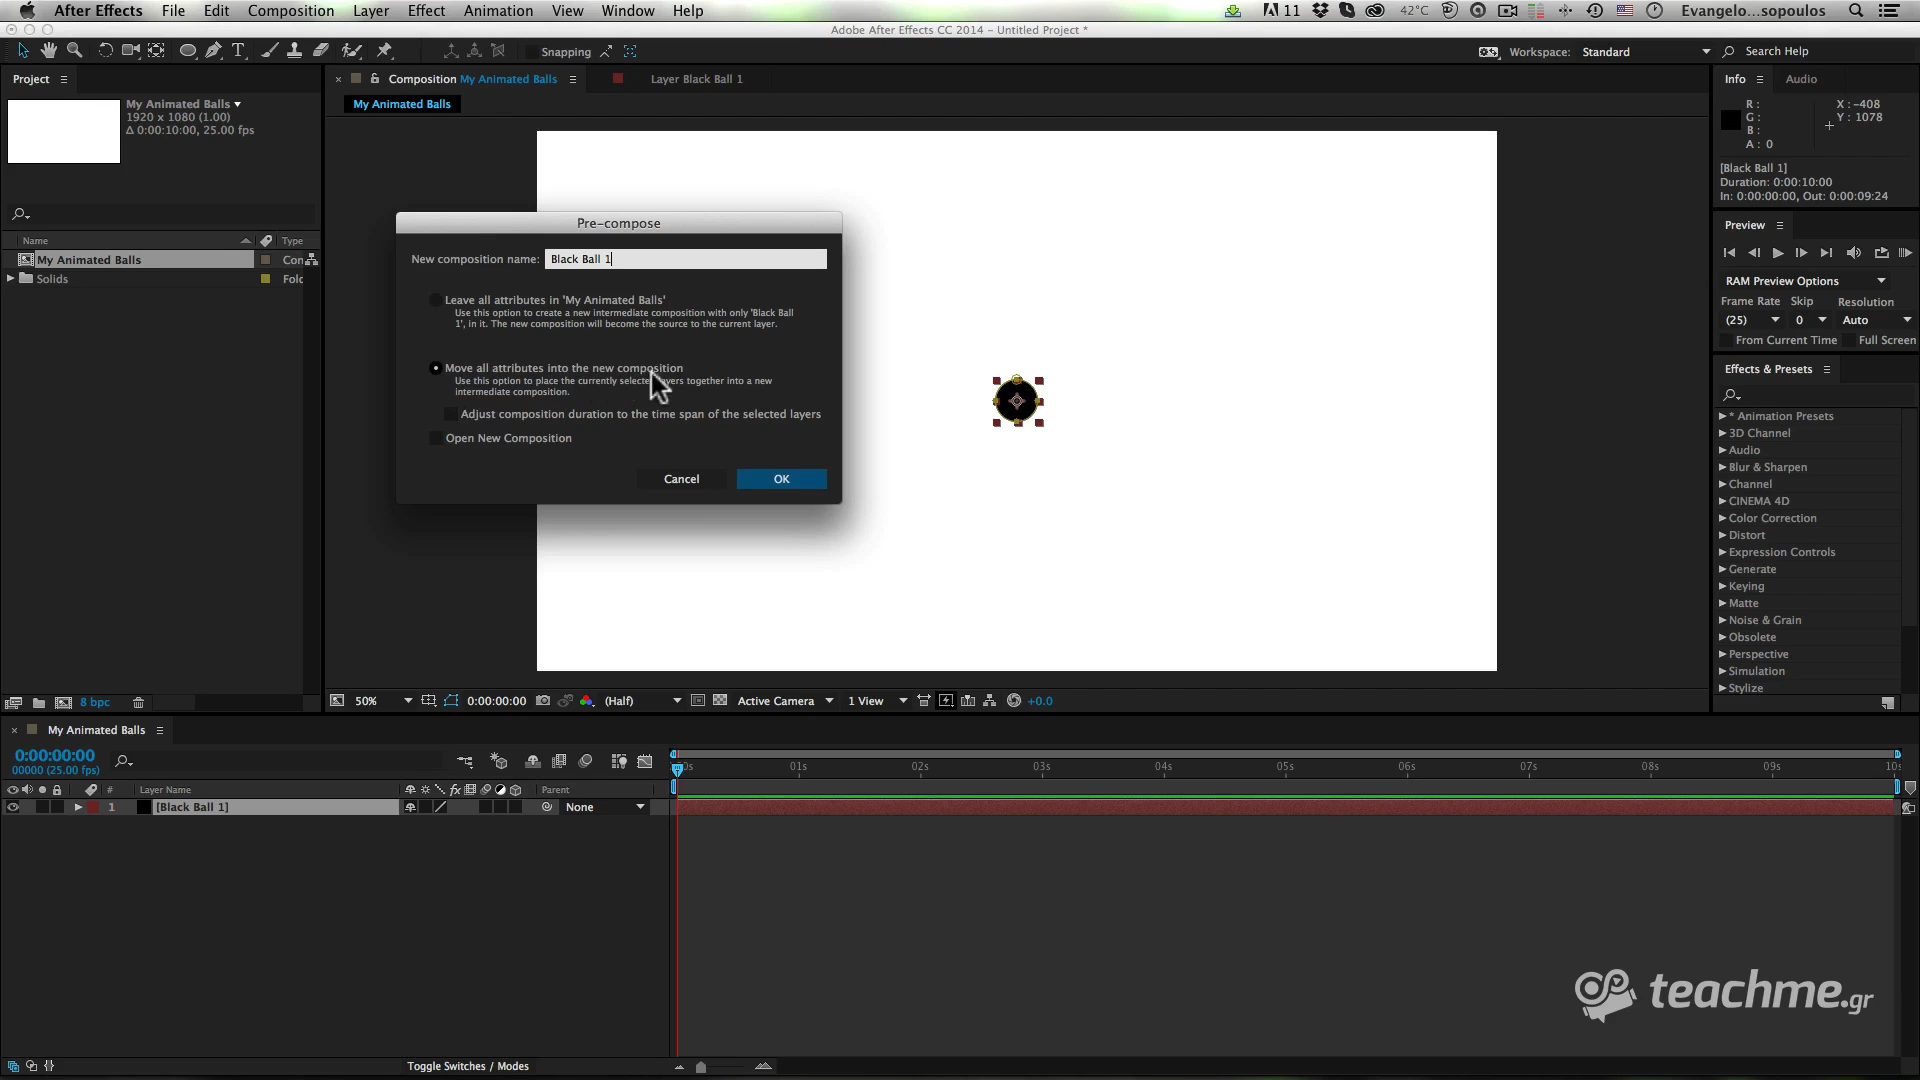 After Effects File Edit Composition Layer Effect Animation View Window Help
11 42°C Evangelo...sopoulos
Adobe After Effects CC 2014 - Untitled Project *
T Snapping Workspace: Standard Search Help
Project
My Animated Balls
1920 x 1080 (1.00)
Δ 0:00:10:00, 25.00 fps
Name Type
My Animated Balls Con
Solids Folc
8 bpc
Composition My Animated Balls
Layer Black Ball 1
My Animated Balls
Pre-compose
New composition name: Black Ball 1
Leave all attributes in 'My Animated Balls'
Use this option to create a new intermediate composition with only 'Black Ball
1', in it. The new composition will become the source to the current layer.
Move all attributes into the new composition
Use this option to place the currently selected layers together into a new
intermediate composition.
Adjust composition duration to the time span of the selected layers
Open New Composition
Cancel OK
50% 0:00:00:00 (Half) Active Camera 1 View +0.0
Info Audio
R :
G :
B :
A : 0
X : -408
Y : 1078
[Black Ball 1]
Duration: 0:00:10:00
In: 0:00:00:00, Out: 0:00:09:24
Preview
RAM Preview Options
Frame Rate Skip Resolution
(25) 0 Auto
From Current Time Full Screen
Effects & Presets
* Animation Presets
3D Channel
Audio
Blur & Sharpen
Channel
CINEMA 4D
Color Correction
Distort
Expression Controls
Generate
Keying
Matte
Noise & Grain
Obsolete
Perspective
Simulation
Stylize
My Animated Balls
0:00:00:00
00000 (25.00 fps)
# Layer Name fx Parent
1 [Black Ball 1] None
0s 01s 02s 03s 04s 05s 06s 07s 08s 09s 10s
Toggle Switches / Modes
teachme.gr